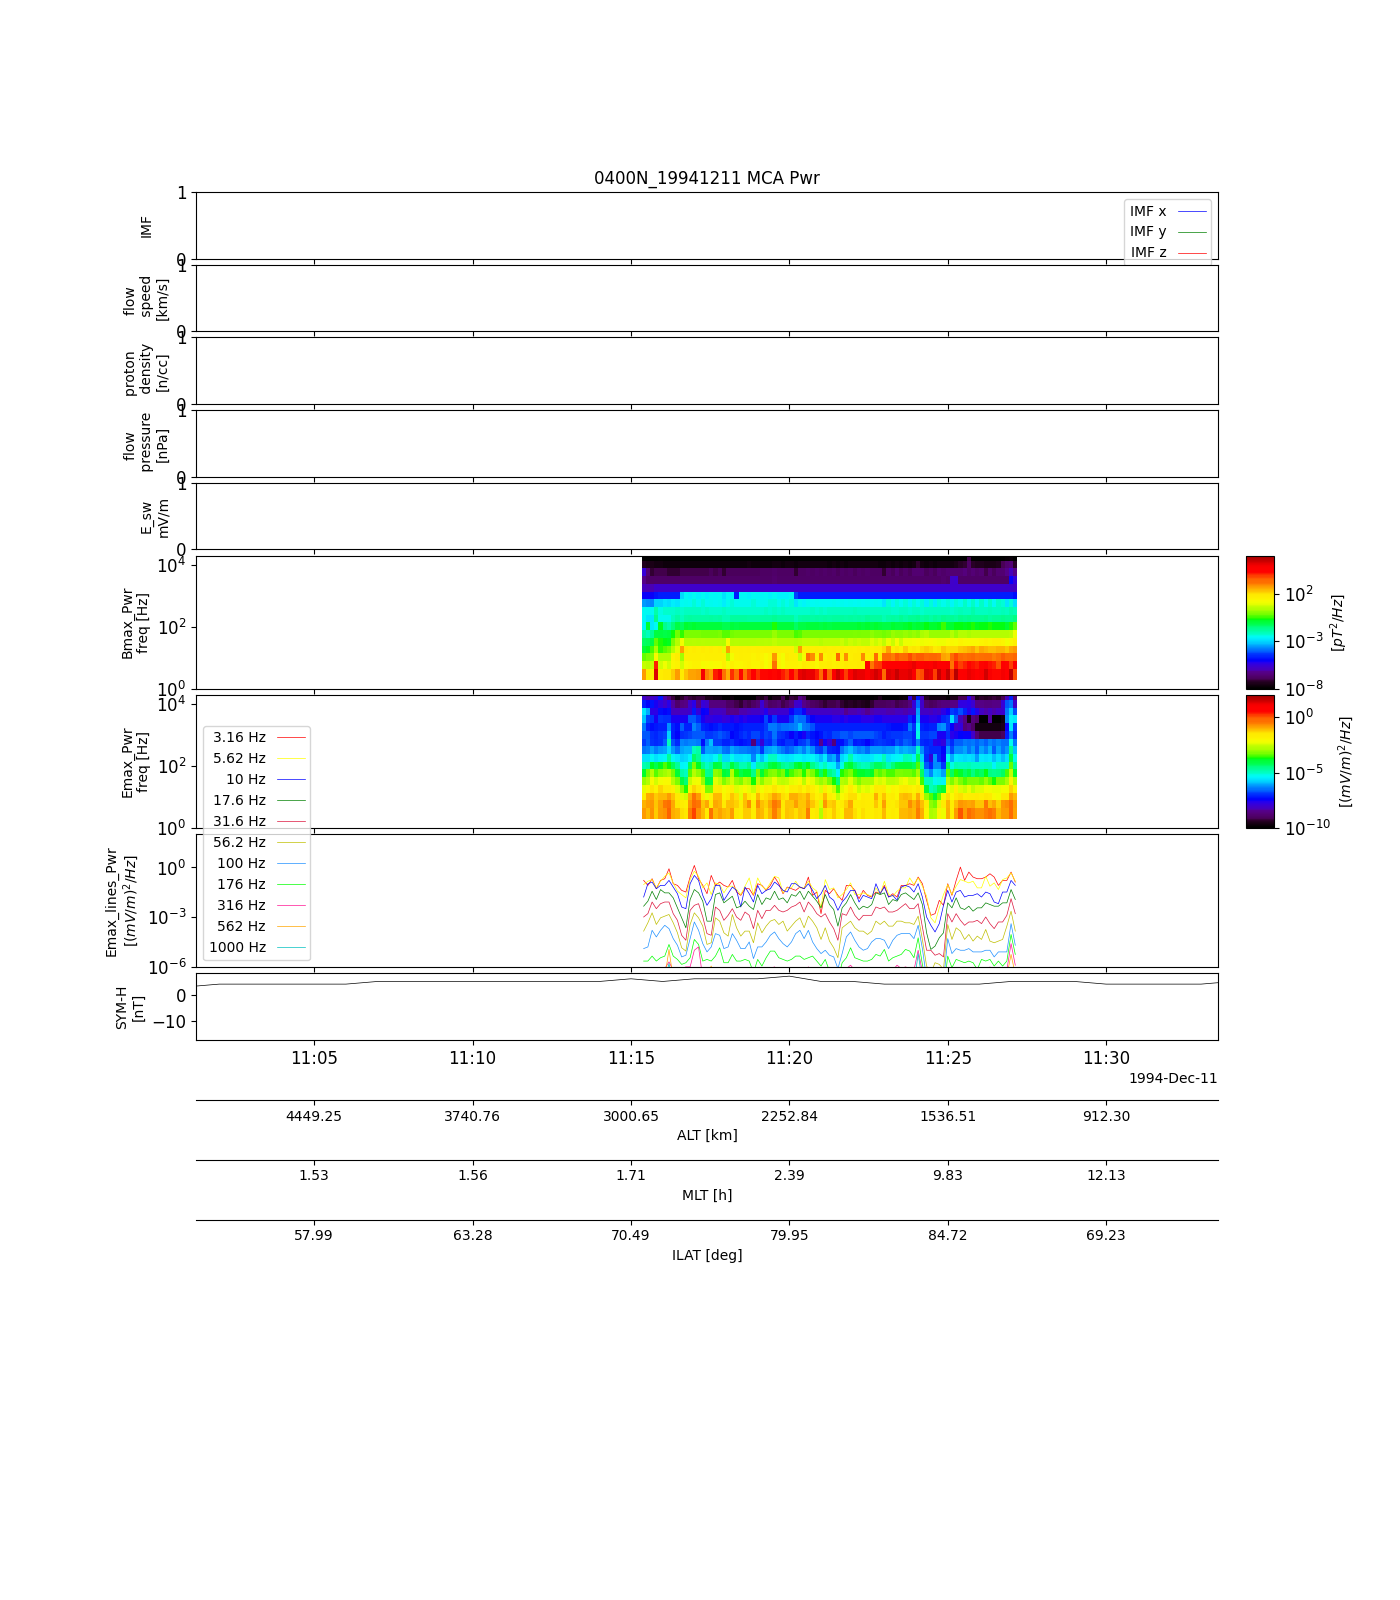 0400N_19941211 MCA Pwr
1
IMF
0
IMF x
IMF y
IMF z
1
flow
speed
[km/s]
0
1
proton
density
[n/cc]
0
1
flow
pressure
[nPa]
0
1
E_sw
mV/m
0
10^4
10^2
10^0
Bmax_Pwr
freq [Hz]
10^2
10^-3
10^-8
[pT^2/Hz]
10^4
10^2
10^0
Emax_Pwr
freq [Hz]
10^0
10^-5
10^-10
[(mV/m)^2/Hz]
3.16 Hz
5.62 Hz
10 Hz
17.6 Hz
31.6 Hz
56.2 Hz
100 Hz
176 Hz
316 Hz
562 Hz
1000 Hz
10^0
10^-3
10^-6
Emax_lines_Pwr
[(mV/m)^2/Hz]
0
−10
SYM-H
[nT]
11:05 11:10 11:15 11:20 11:25 11:30
1994-Dec-11
4449.25 3740.76 3000.65 2252.84 1536.51 912.30
ALT [km]
1.53 1.56 1.71 2.39 9.83 12.13
MLT [h]
57.99 63.28 70.49 79.95 84.72 69.23
ILAT [deg]